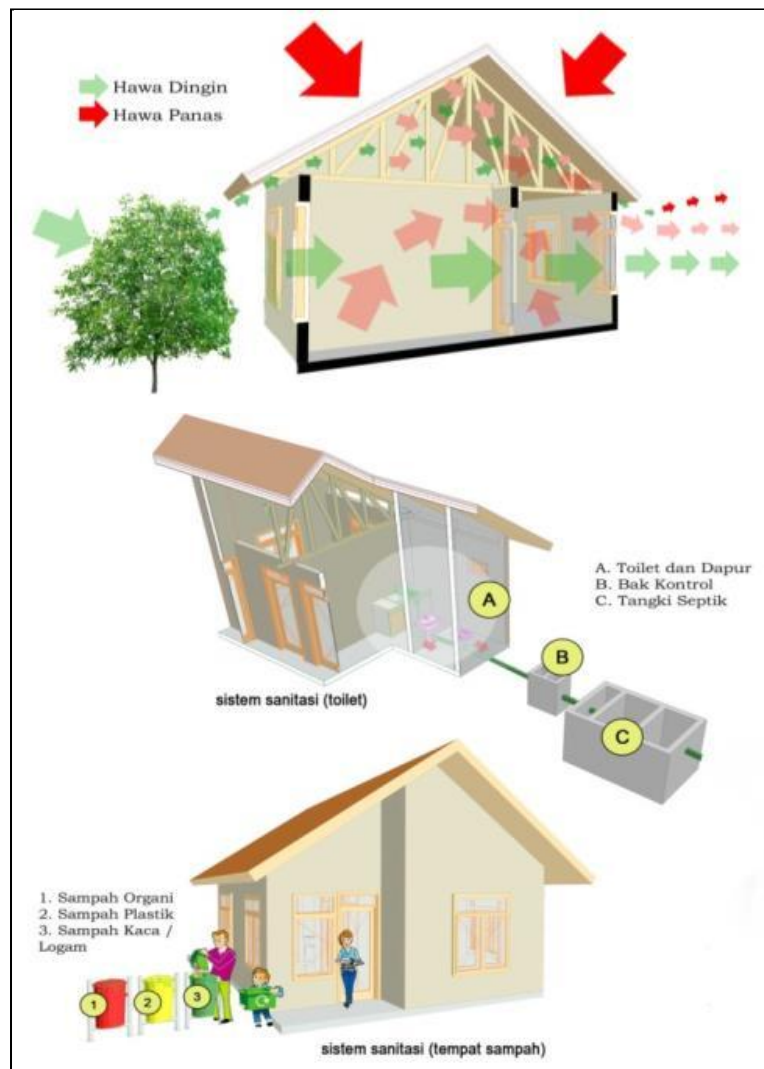 Hawa Dingin
Hawa Panas
A. Toilet dan Dapur
B. Bak Kontrol
C. Tangki Septik
A
B
C
sistem sanitasi (toilet)
1. Sampah Organi
2. Sampah Plastik
3. Sampah Kaca /
Logam
1
2
3
sistem sanitasi (tempat sampah)